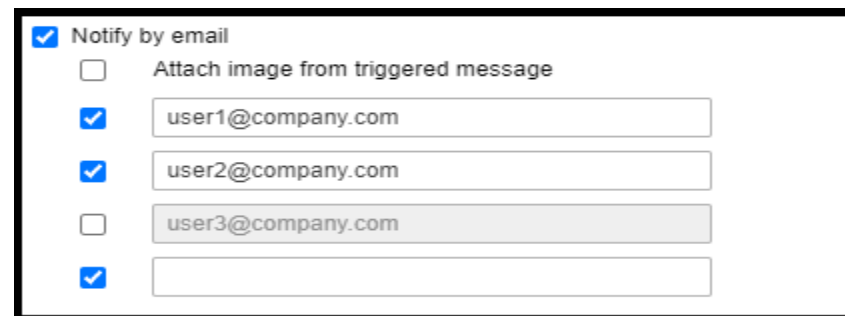 Notify by email
Attach image from triggered message
user1@company.com
user2@company.com
user3@company.com